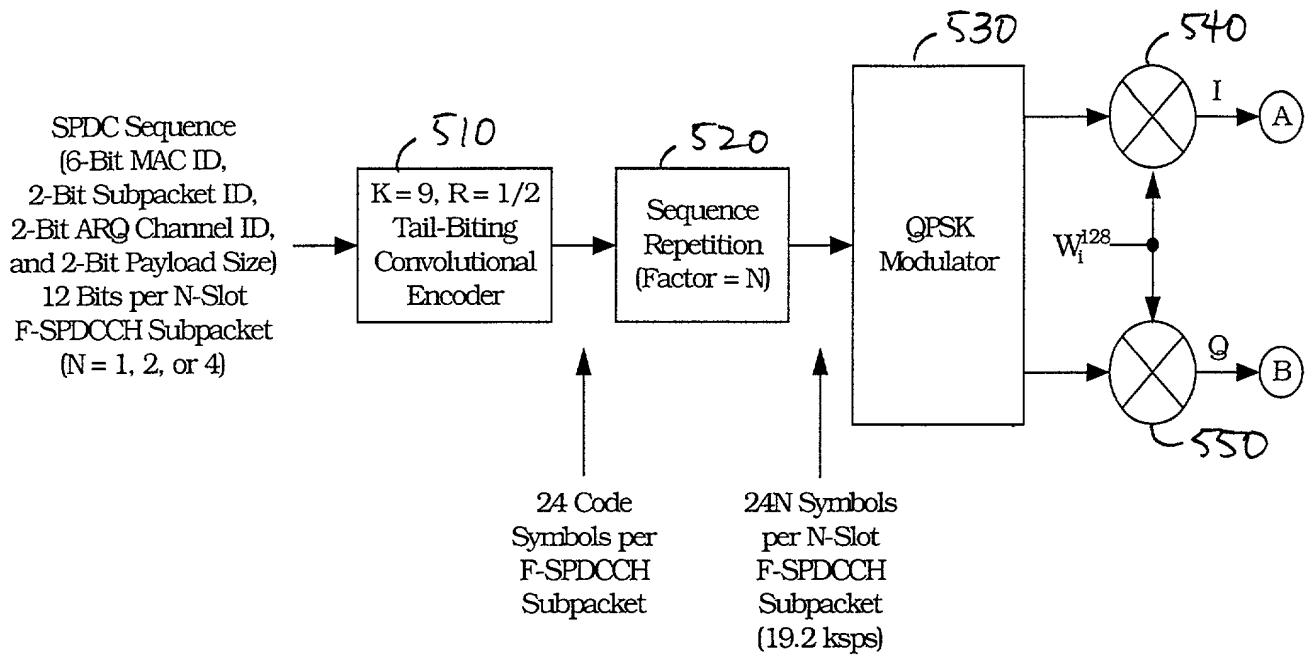 SPDC Sequence
(6-Bit MAC ID,
2-Bit Subpacket ID,
2-Bit ARQ Channel ID,
and 2-Bit Payload Size)
12 Bits per N-Slot
F-SPDCCH Subpacket
(N = 1, 2, or 4)
510
K = 9, R = 1/2
Tail-Biting
Convolutional
Encoder
24 Code
Symbols per
F-SPDCCH
Subpacket
520
Sequence
Repetition
(Factor = N)
24N Symbols
per N-Slot
F-SPDCCH
Subpacket
(19.2 ksps)
530
QPSK
Modulator
540
I
A
W_i^128
Q
B
550